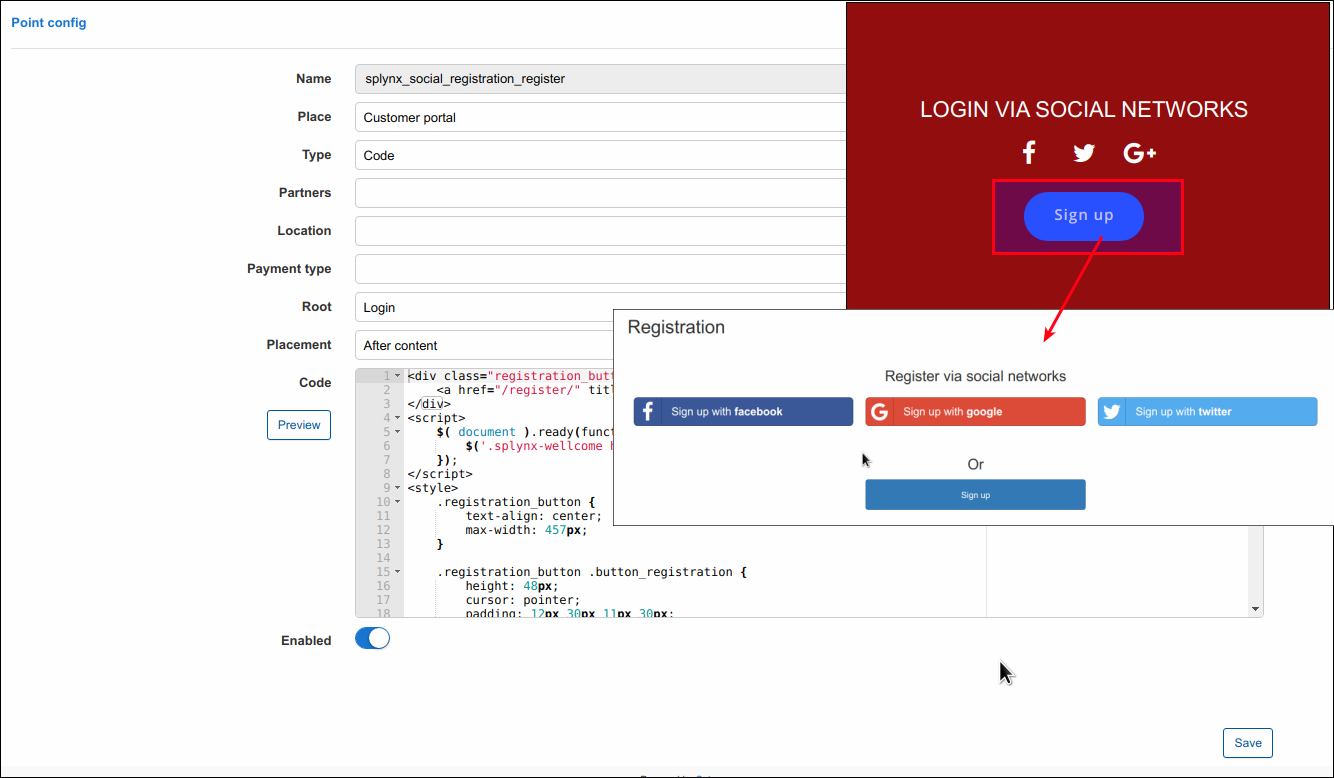 Point config
Name
splynx_social_registration_register
Place
Customer portal
Type
Code
Partners
Location
Payment type
Root
Login
Placement
After content
Code
Preview
1 <div class="registration_but
2 <a href="/register/" titl
3 </div>
4 <script>
5 $( document ).ready(funct
6 $('.splynx-wellcome
7 });
8 </script>
9 <style>
10 .registration_button {
11 text-align: center;
12 max-width: 457px;
13 }
14
15 .registration_button .button_registration {
16 height: 48px;
17 cursor: pointer;
18 padding: 12px 30px 11px 30px;
Enabled
Save
LOGIN VIA SOCIAL NETWORKS
f G+
Sign up
Registration
Register via social networks
f Sign up with facebook
G Sign up with google
Sign up with twitter
Or
Sign up